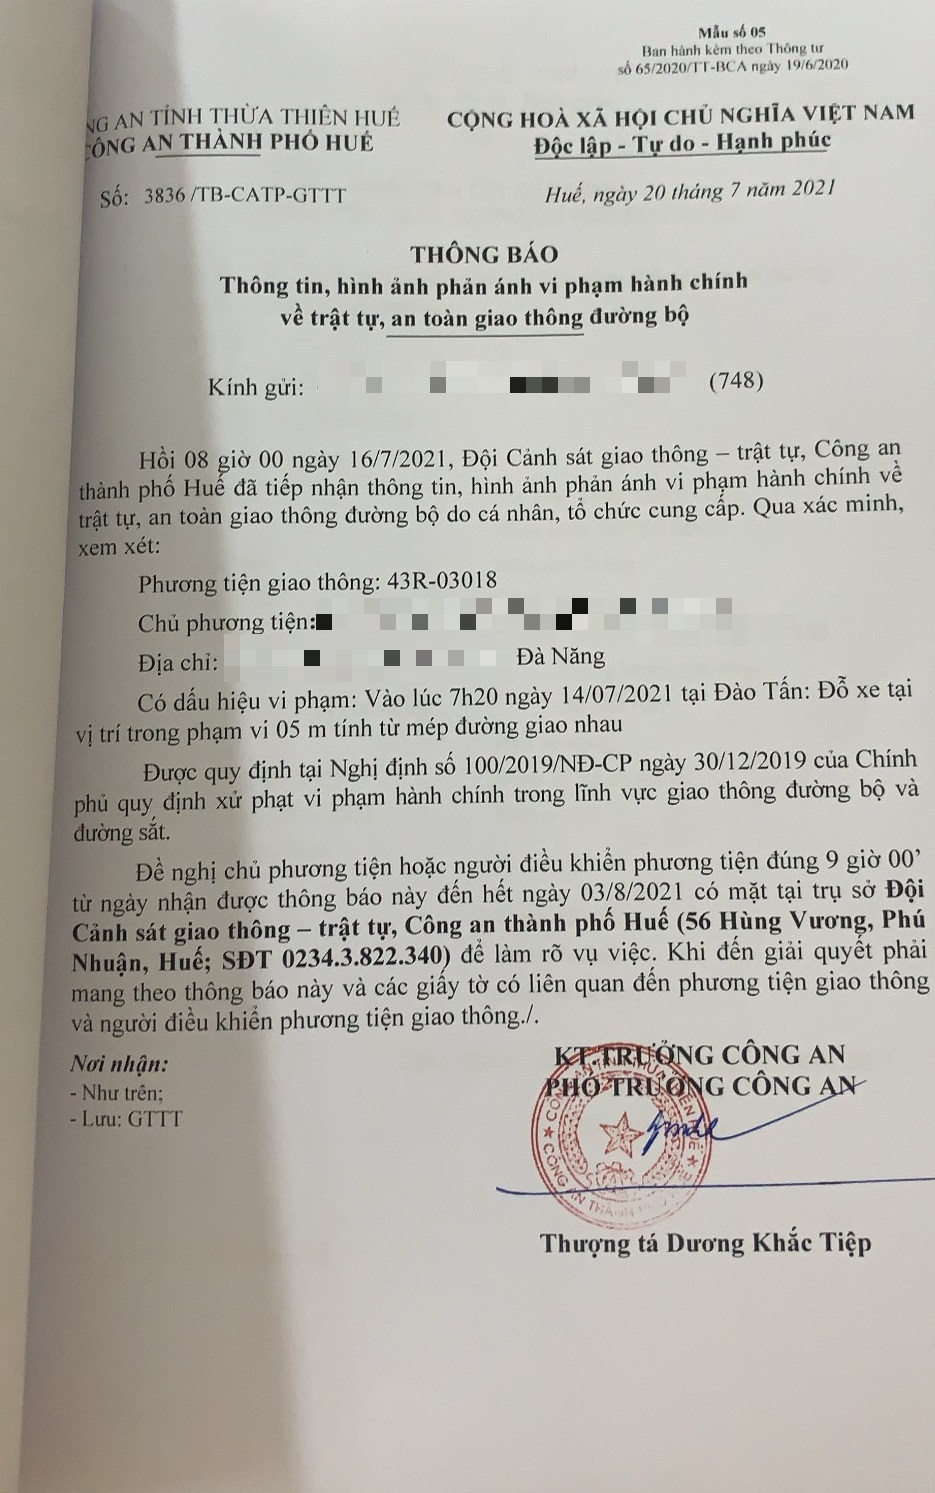 Mẫu số 05
Ban hành kèm theo Thông tư
số 65/2020/TT-BCA ngày 19/6/2020
NG AN TỈNH THỪA THIÊN HUẾ
CÔNG AN THÀNH PHỐ HUẾ
CỘNG HOÀ XÃ HỘI CHỦ NGHĨA VIỆT NAM
Độc lập - Tự do - Hạnh phúc
Số: 3836 /TB-CATP-GTTT
Huế, ngày 20 tháng 7 năm 2021
THÔNG BÁO
Thông tin, hình ảnh phản ánh vi phạm hành chính
về trật tự, an toàn giao thông đường bộ
Kính gửi: (748)
Hồi 08 giờ 00 ngày 16/7/2021, Đội Cảnh sát giao thông – trật tự, Công an
thành phố Huế đã tiếp nhận thông tin, hình ảnh phản ánh vi phạm hành chính về
trật tự, an toàn giao thông đường bộ do cá nhân, tổ chức cung cấp. Qua xác minh,
xem xét:
Phương tiện giao thông: 43R-03018
Chủ phương tiện:
Địa chỉ: Đà Nẵng
Có dấu hiệu vi phạm: Vào lúc 7h20 ngày 14/07/2021 tại Đào Tấn: Đỗ xe tại
vị trí trong phạm vi 05 m tính từ mép đường giao nhau
Được quy định tại Nghị định số 100/2019/NĐ-CP ngày 30/12/2019 của Chính
phủ quy định xử phạt vi phạm hành chính trong lĩnh vực giao thông đường bộ và
đường sắt.
Đề nghị chủ phương tiện hoặc người điều khiển phương tiện đúng 9 giờ 00’
từ ngày nhận được thông báo này đến hết ngày 03/8/2021 có mặt tại trụ sở Đội
Cảnh sát giao thông – trật tự, Công an thành phố Huế (56 Hùng Vương, Phú
Nhuận, Huế; SĐT 0234.3.822.340) để làm rõ vụ việc. Khi đến giải quyết phải
mang theo thông báo này và các giấy tờ có liên quan đến phương tiện giao thông
và người điều khiển phương tiện giao thông./.
Nơi nhận:
- Như trên;
- Lưu: GTTT
KT.TRƯỞNG CÔNG AN
PHÓ TRƯỞNG CÔNG AN
Thượng tá Dương Khắc Tiệp